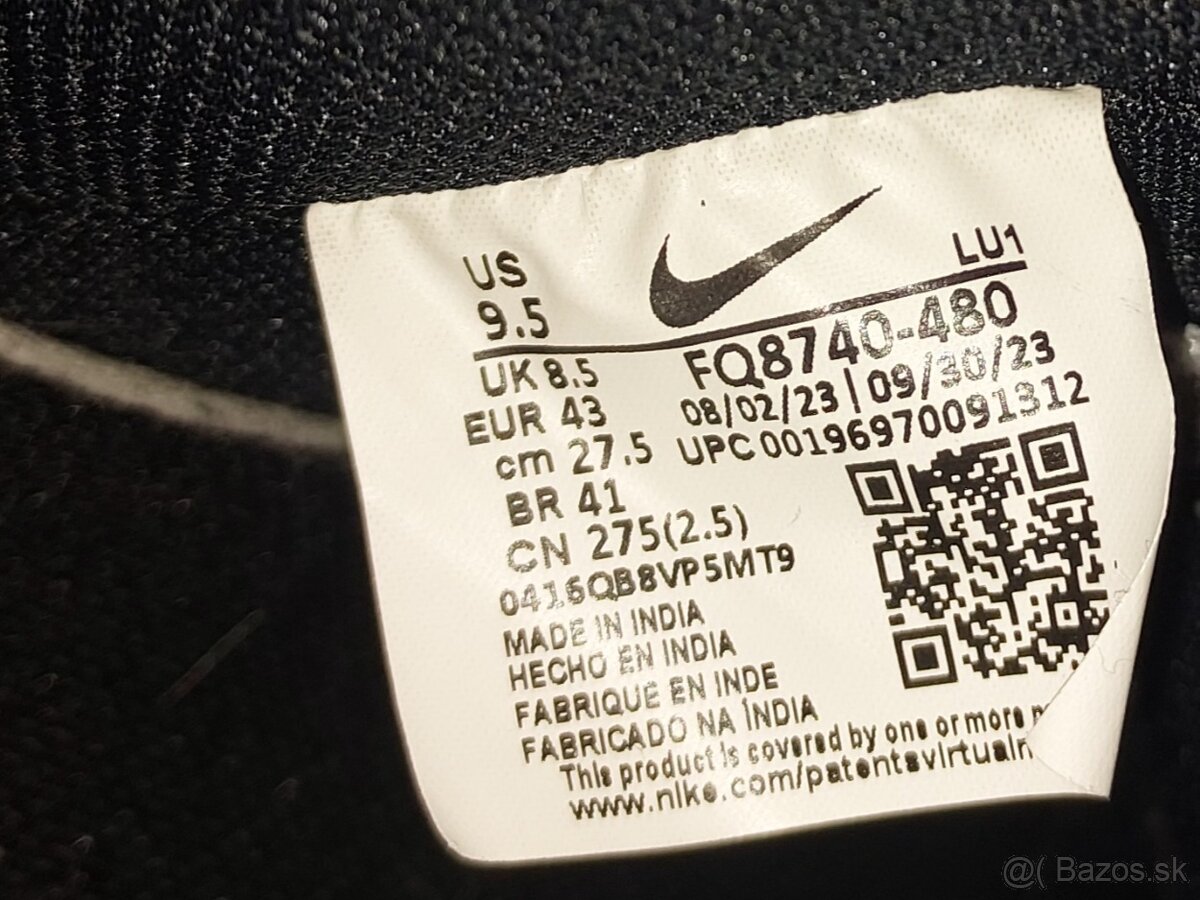 US
9.5
LU1
UK 8.5
EUR 43
cm 27.5
BR 41
CN 275(2.5)
FQ8740-480
08/02/23 | 09/30/23
UPC 00196970091312
0416QB8VP5MT9
MADE IN INDIA
HECHO EN INDIA
FABRIQUE EN INDE
FABRICADO NA ÍNDIA
This product is covered by one or more
www.nike.com/patentsvirtual
@( Bazos.sk